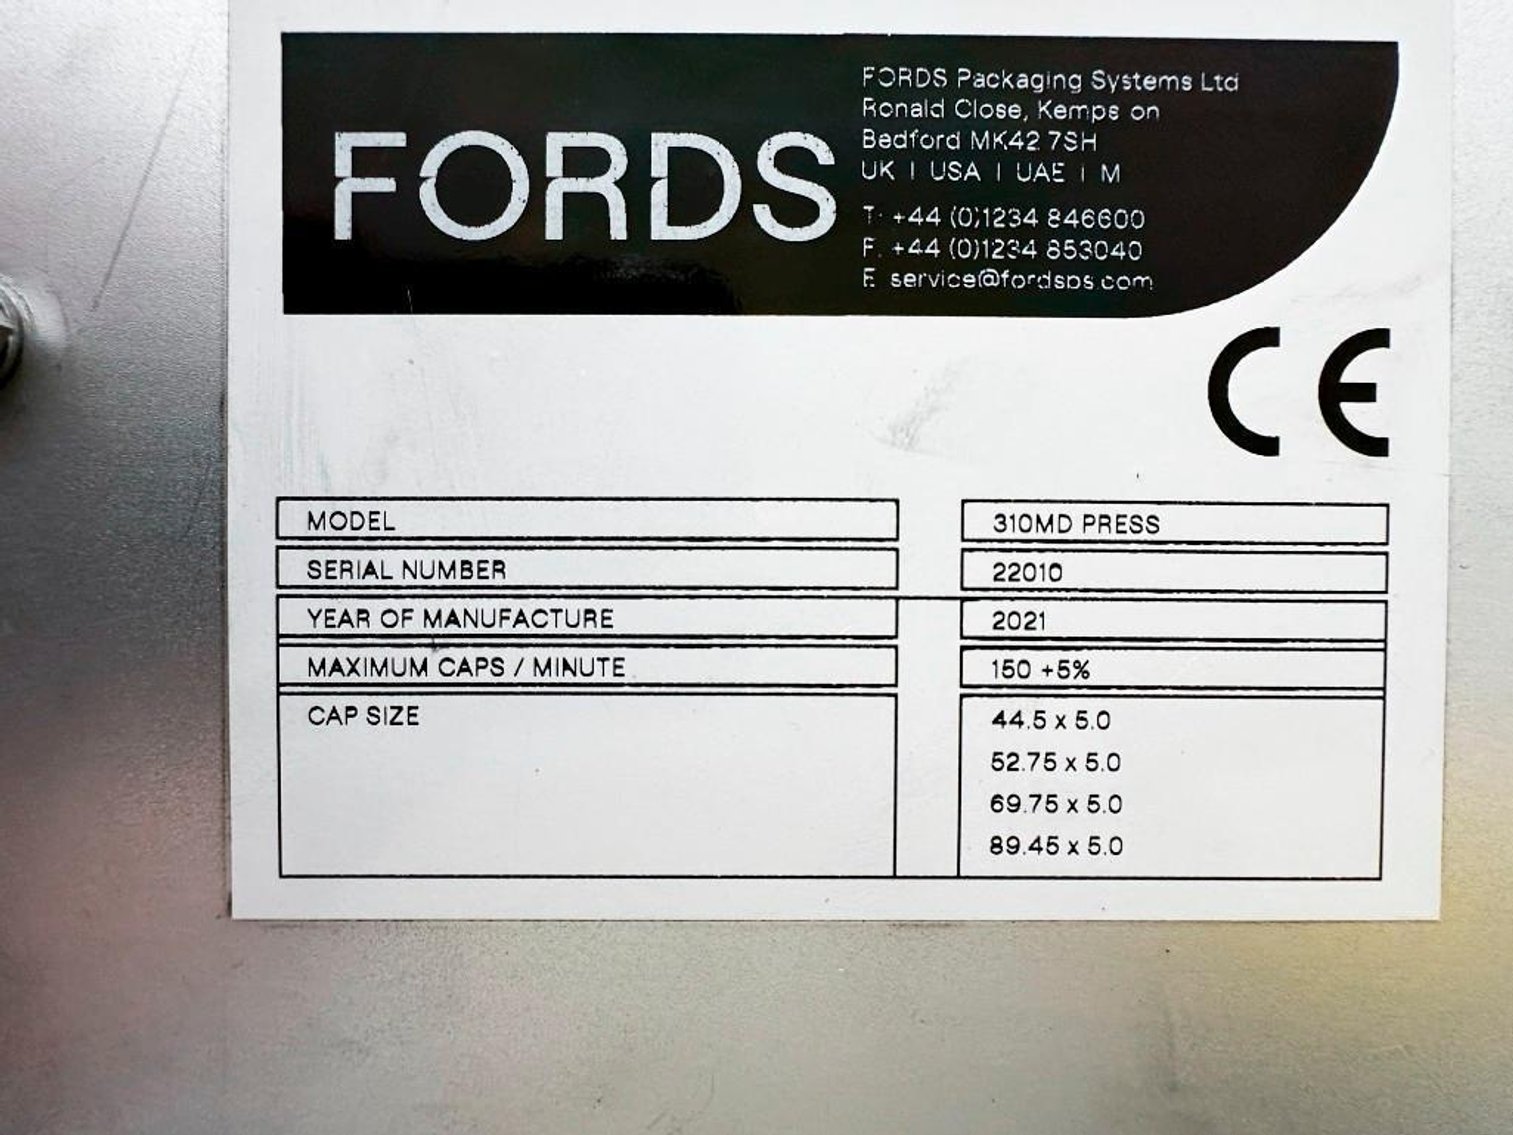 FORDS
FORDS Packaging Systems Ltd
Ronald Close, Kemps on
Bedford MK42 7SH
UK | USA | UAE | M
T: +44 (0)1234 846600
F. +44 (0)1234 853040
E service@fordsps.com
CE
MODEL 310MD PRESS
SERIAL NUMBER 22010
YEAR OF MANUFACTURE 2021
MAXIMUM CAPS / MINUTE 150 +5%
CAP SIZE 44.5 x 5.0
52.75 x 5.0
69.75 x 5.0
89.45 x 5.0